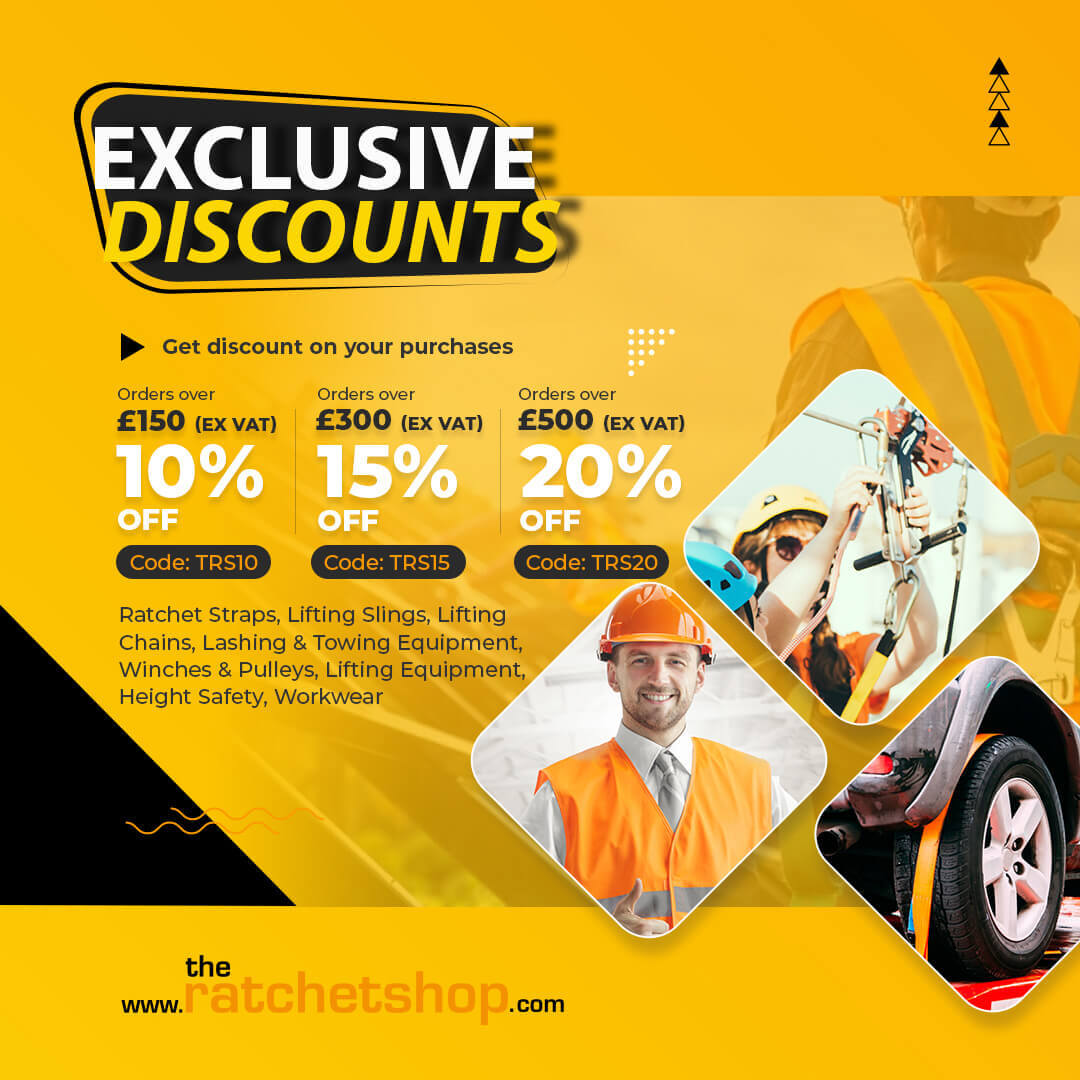 EXCLUSIVE
DISCOUNTS
Get discount on your purchases
Orders over
£150 (EX VAT)
10%
OFF
Code: TRS10
Orders over
£300 (EX VAT)
15%
OFF
Code: TRS15
Orders over
£500 (EX VAT)
20%
OFF
Code: TRS20
Ratchet Straps, Lifting Slings, Lifting
Chains, Lashing & Towing Equipment,
Winches & Pulleys, Lifting Equipment,
Height Safety, Workwear
the
www.ratchetshop.com